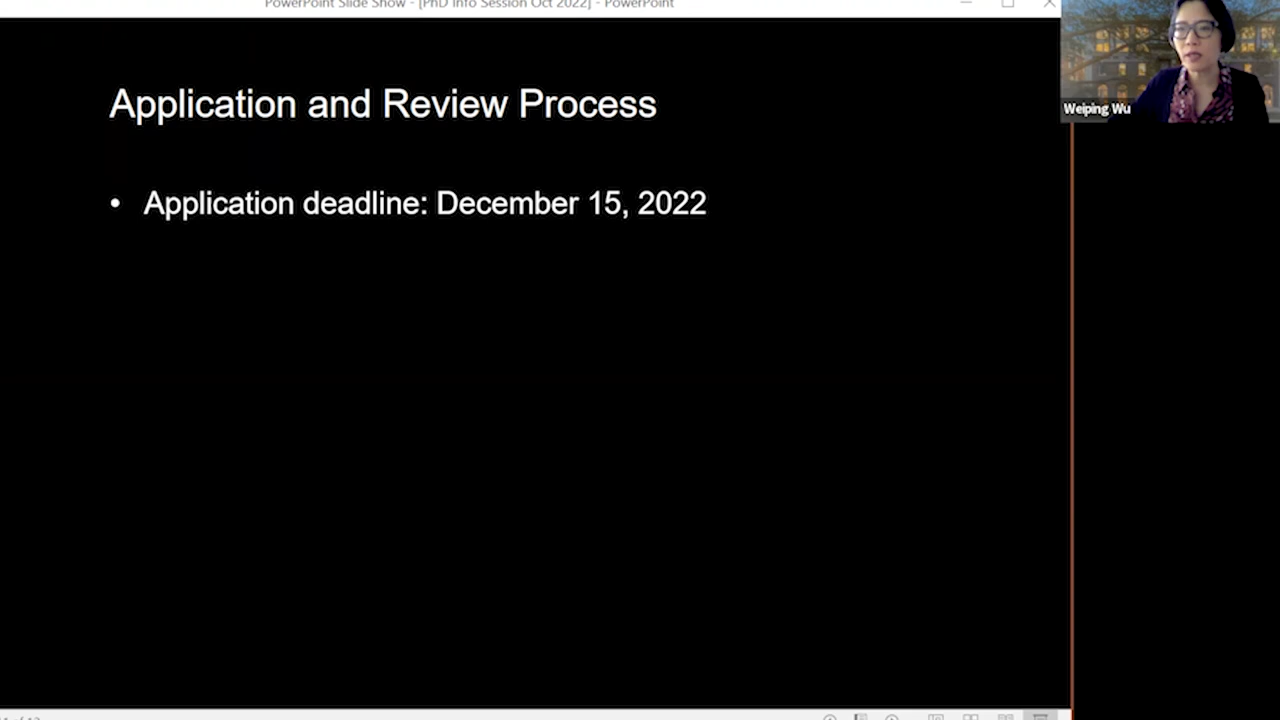 PowerPoint Slide Show - [PhD Info Session Oct 2022] - PowerPoint
Weiping Wu
Application and Review Process
• Application deadline: December 15, 2022